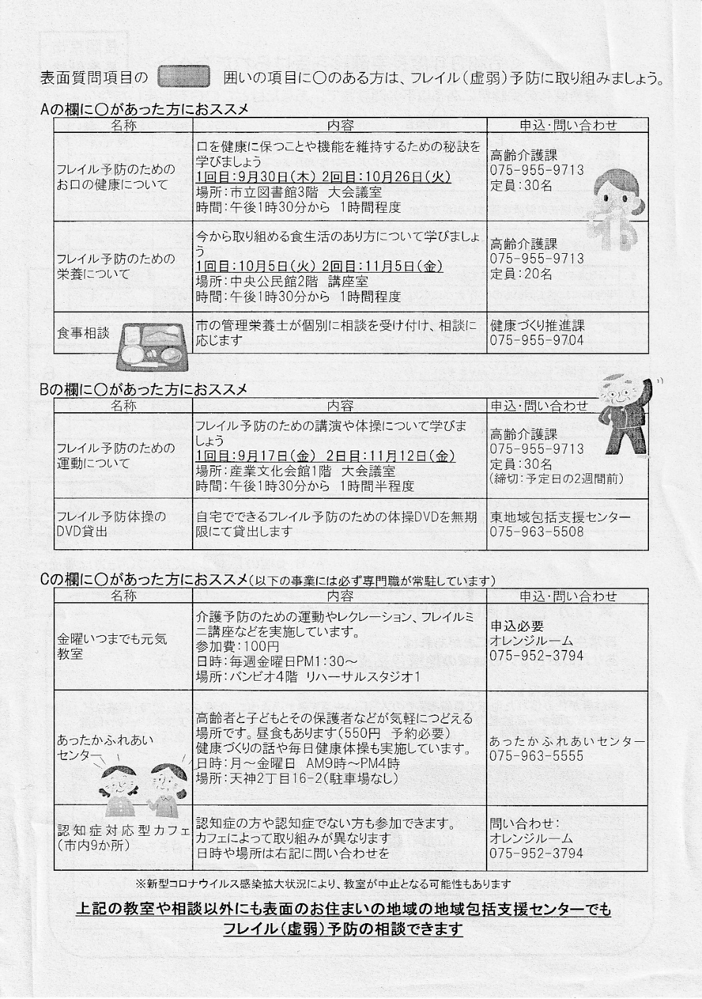 表面質問項目の　囲いの項目に〇のある方は、フレイル(虚弱)予防に取り組みましょう。
Aの欄に〇があった方におススメ
名称　内容　申込・問い合わせ
フレイル予防のための
お口の健康について
口を健康に保つことや機能を維持するための秘訣を
学びましょう
1回目:9月30日(木) 2回目:10月26日(火)
場所:市立図書館3階　大会議室
時間:午後1時30分から　1時間程度
高齢介護課
075-955-9713
定員:30名
フレイル予防のための
栄養について
今から取り組める食生活のあり方について学びましょ
う
1回目:10月5日(火) 2回目:11月5日(金)
場所:中央公民館2階　講座室
時間:午後1時30分から　1時間程度
高齢介護課
075-955-9713
定員:20名
食事相談
市の管理栄養士が個別に相談を受け付け、相談に
応じます
健康づくり推進課
075-955-9704
Bの欄に〇があった方におススメ
名称　内容　申込・問い合わせ
フレイル予防のための
運動について
フレイル予防のための講演や体操について学びま
しょう
1回目:9月17日(金)　2日目:11月12日(金)
場所:産業文化会館1階　大会議室
時間:午後1時30分から　1時間半程度
高齢介護課
075-955-9713
定員:30名
(締切:予定日の2週間前)
フレイル予防体操の
DVD貸出
自宅でできるフレイル予防のための体操DVDを無期
限にて貸出します
東地域包括支援センター
075-963-5508
Cの欄に〇があった方におススメ(以下の事業には必ず専門職が常駐しています)
名称　内容　申込・問い合わせ
金曜いつまでも元気
教室
介護予防のための運動やレクレーション、フレイルミ
ニ講座などを実施しています。
参加費:100円
日時:毎週金曜日PM1:30～
場所:バンビオ4階　リハーサルスタジオ1
申込必要
オレンジルーム
075-952-3794
あったかふれあい
センター
高齢者と子どもとその保護者などが気軽につどえる
場所です。昼食もあります(550円　予約必要)
健康づくりの話や毎日健康体操も実施しています。
日時:月～金曜日　AM9時～PM4時
場所:天神2丁目16-2(駐車場なし)
あったかふれあいセンター
075-963-5555
認知症対応型カフェ
(市内9か所)
認知症の方や認知症でない方も参加できます。
カフェによって取り組みが異なります
日時や場所は右記に問い合わせを
問い合わせ:
オレンジルーム
075-952-3794
※新型コロナウイルス感染拡大状況により、教室が中止となる可能性もあります
上記の教室や相談以外にも表面のお住まいの地域の地域包括支援センターでも
フレイル(虚弱)予防の相談できます